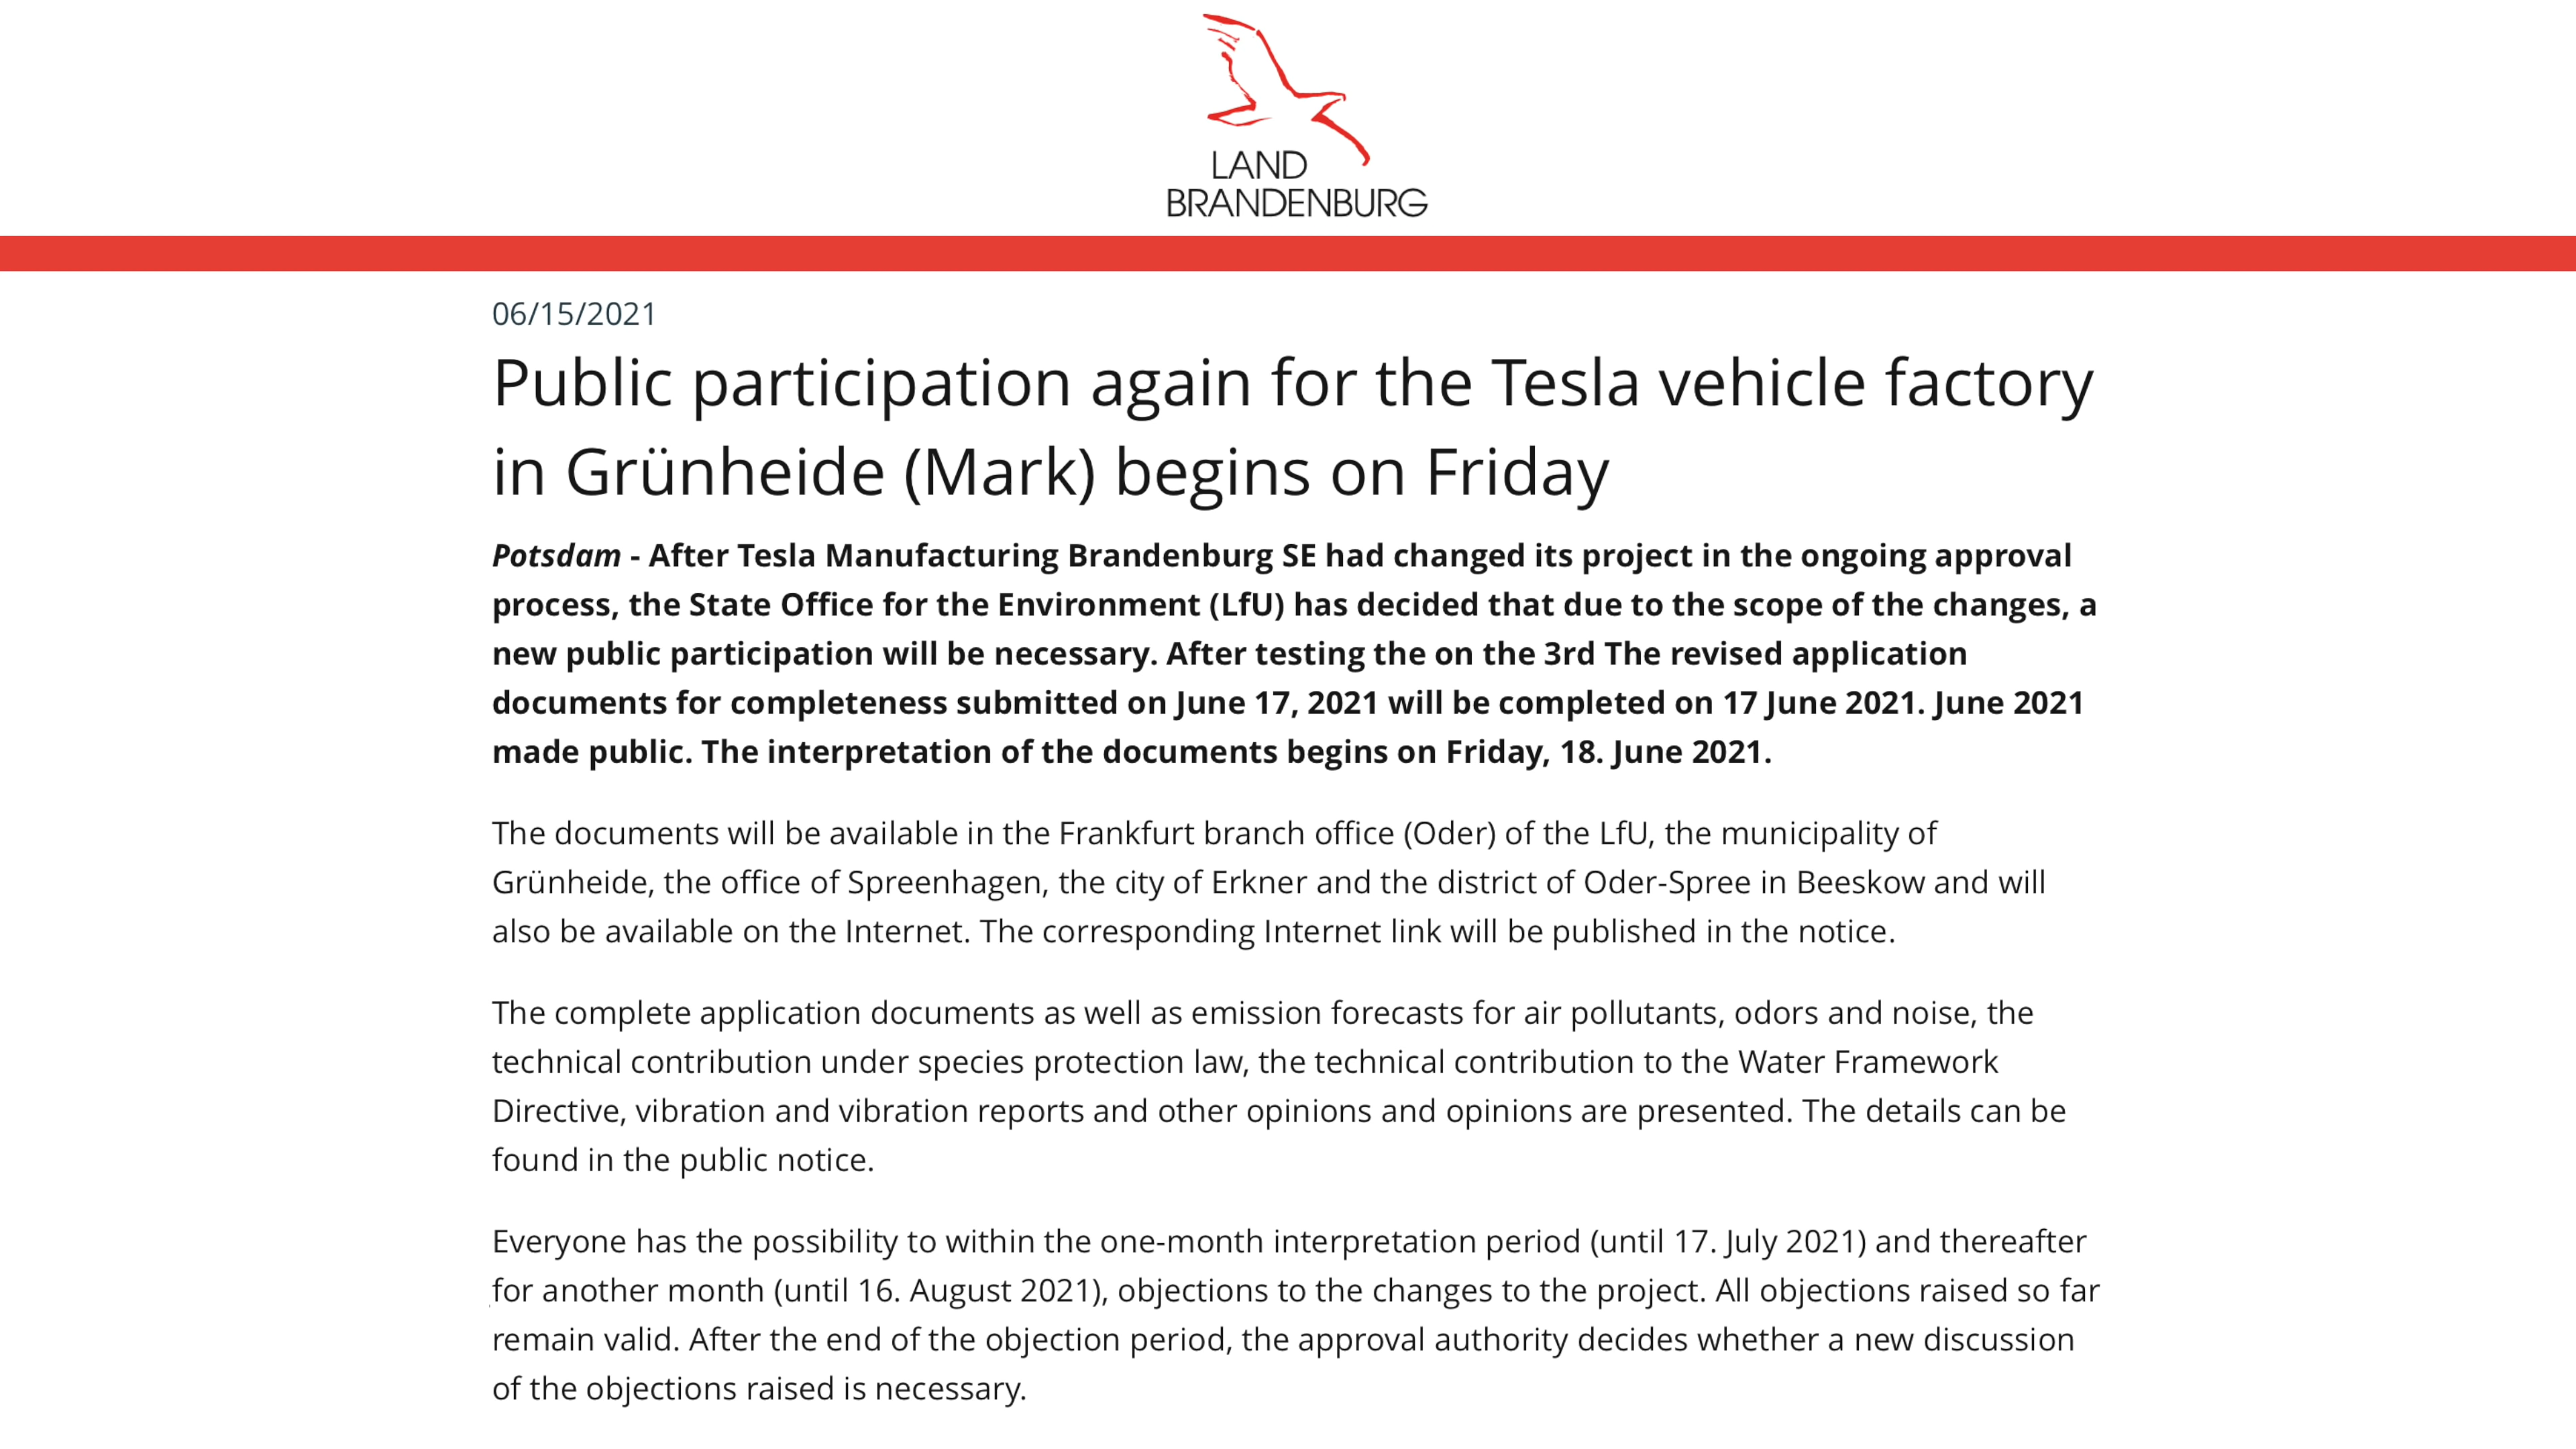 LAND
BRANDENBURG
06/15/2021
Public participation again for the Tesla vehicle factory
in Grünheide (Mark) begins on Friday
Potsdam - After Tesla Manufacturing Brandenburg SE had changed its project in the ongoing approval
process, the State Office for the Environment (LfU) has decided that due to the scope of the changes, a
new public participation will be necessary. After testing the on the 3rd The revised application
documents for completeness submitted on June 17, 2021 will be completed on 17 June 2021. June 2021
made public. The interpretation of the documents begins on Friday, 18. June 2021.
The documents will be available in the Frankfurt branch office (Oder) of the LfU, the municipality of
Grünheide, the office of Spreenhagen, the city of Erkner and the district of Oder-Spree in Beeskow and will
also be available on the Internet. The corresponding Internet link will be published in the notice.
The complete application documents as well as emission forecasts for air pollutants, odors and noise, the
technical contribution under species protection law, the technical contribution to the Water Framework
Directive, vibration and vibration reports and other opinions and opinions are presented. The details can be
found in the public notice.
Everyone has the possibility to within the one-month interpretation period (until 17. July 2021) and thereafter
for another month (until 16. August 2021), objections to the changes to the project. All objections raised so far
remain valid. After the end of the objection period, the approval authority decides whether a new discussion
of the objections raised is necessary.